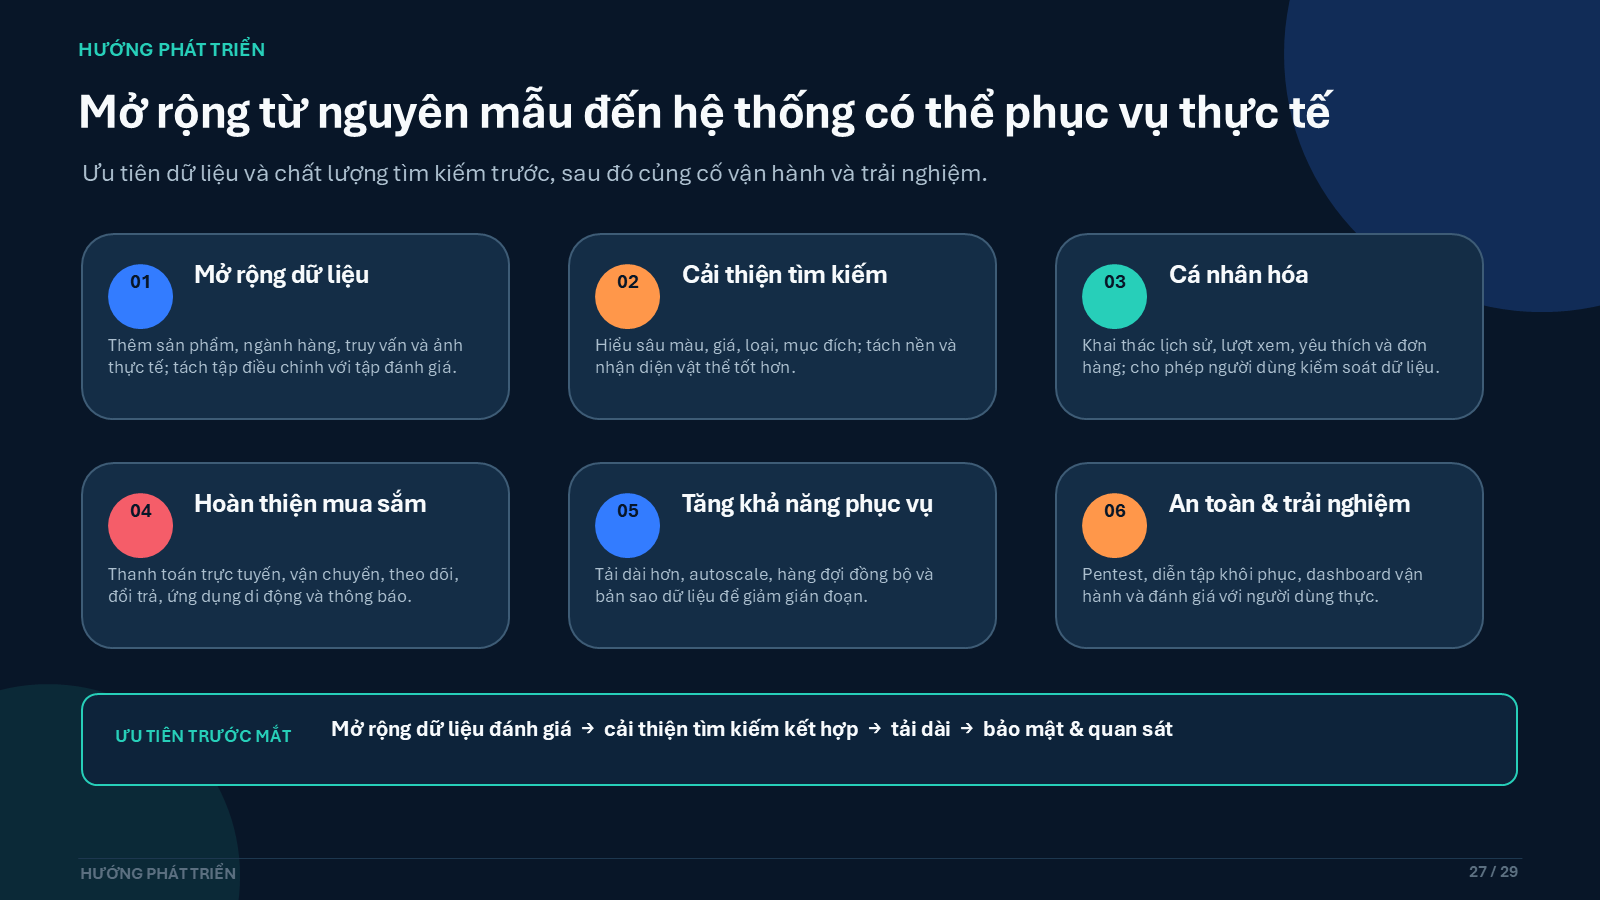 HƯỚNG PHÁT TRIỂN
Mở rộng từ nguyên mẫu đến hệ thống có thể phục vụ thực tế
Ưu tiên dữ liệu và chất lượng tìm kiếm trước, sau đó củng cố vận hành và trải nghiệm.
01
Mở rộng dữ liệu
Thêm sản phẩm, ngành hàng, truy vấn và ảnh
thực tế; tách tập điều chỉnh với tập đánh giá.
02
Cải thiện tìm kiếm
Hiểu sâu màu, giá, loại, mục đích; tách nền và
nhận diện vật thể tốt hơn.
03
Cá nhân hóa
Khai thác lịch sử, lượt xem, yêu thích và đơn
hàng; cho phép người dùng kiểm soát dữ liệu.
04
Hoàn thiện mua sắm
Thanh toán trực tuyến, vận chuyển, theo dõi,
đổi trả, ứng dụng di động và thông báo.
05
Tăng khả năng phục vụ
Tải dài hơn, autoscale, hàng đợi đồng bộ và
bản sao dữ liệu để giảm gián đoạn.
06
An toàn & trải nghiệm
Pentest, diễn tập khôi phục, dashboard vận
hành và đánh giá với người dùng thực.
ƯU TIÊN TRƯỚC MẮT
Mở rộng dữ liệu đánh giá → cải thiện tìm kiếm kết hợp → tải dài → bảo mật & quan sát
HƯỚNG PHÁT TRIỂN
27 / 29